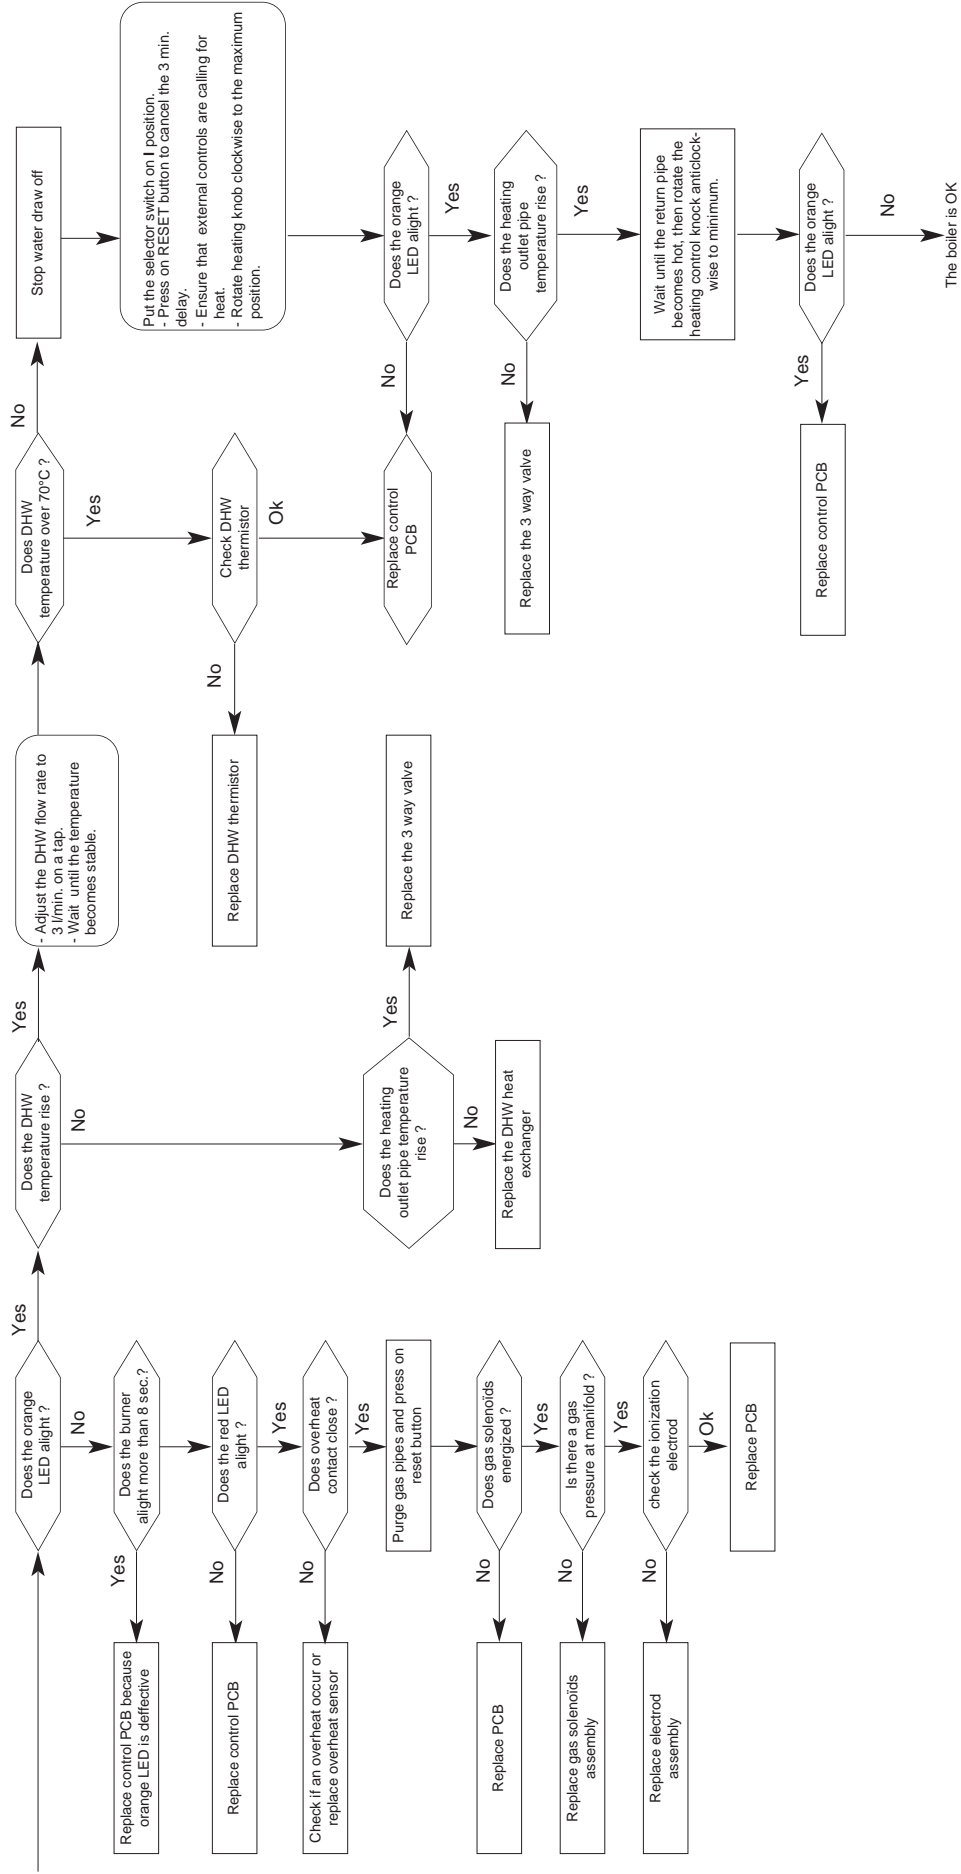 Does the orange
LED alight ?
Yes
No
Does the burner
alight more than 8 sec.?
Yes
Replace control PCB because
orange LED is deffective
Does the red LED
alight ?
No
Replace control PCB
Yes
Does overheat
contact close ?
No
Check if an overheat occur or
replace overheat sensor
Yes
Purge gas pipes and press on
reset button
Does gas solenoïds
energized ?
No
Replace PCB
Yes
Is there a gas
pressure at manifold ?
No
Replace gas solenoïds
assembly
Yes
check the ionization
electrod
No
Replace electrod
assembly
Ok
Replace PCB
Does the DHW
temperature rise ?
Yes
No
Does the heating
outlet pipe temperature
rise ?
Yes
Replace the 3 way valve
No
Replace the DHW heat
exchanger
- Adjust the DHW flow rate to
3 l/min. on a tap.
- Wait until the temperature
becomes stable.
Does DHW
temperature over 70°C ?
No
Yes
Check DHW
thermistor
No
Replace DHW thermistor
Ok
Replace control
PCB
Stop water draw off
Put the selector switch on I position.
- Press on RESET button to cancel the 3 min.
delay.
- Ensure that external controls are calling for
heat.
- Rotate heating knob clockwise to the maximum
position.
Does the orange
LED alight ?
No
Yes
Does the heating
outlet pipe
temperature rise ?
No
Replace the 3 way valve
Yes
Wait until the return pipe
becomes hot, then rotate the
heating control knock anticlock-
wise to minimum.
Does the orange
LED alight ?
Yes
Replace control PCB
No
The boiler is OK